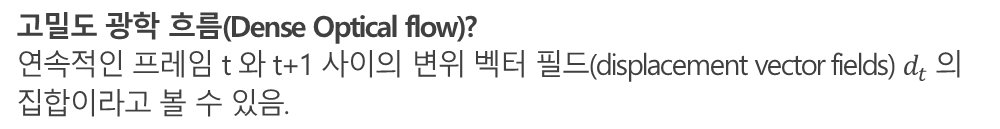 고밀도 광학 흐름(Dense Optical flow)?
연속적인 프레임 t 와 t+1 사이의 변위 벡터 필드(displacement vector fields) dₜ 의
집합이라고 볼 수 있음.